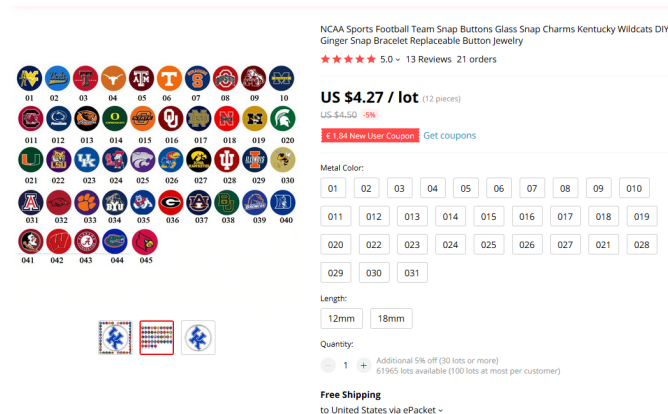 NCAA Sports Football Team Snap Buttons Glass Snap Charms Kentucky Wildcats DIY
Ginger Snap Bracelet Replaceable Button Jewelry
5.0 13 Reviews 21 orders
US $4.27 / lot (12 pieces)
US $4.50 -5%
€ 1,84 New User Coupon Get coupons
Metal Color:
01 02 03 04 05 06 07 08 09 010
011 012 013 014 015 016 017 018 019
020 022 023 024 025 026 027 021 028
029 030 031
Length:
12mm 18mm
Quantity:
1 + Additional 5% off (30 lots or more)
61965 lots available (100 lots at most per customer)
Free Shipping
to United States via ePacket
01 02 03 04 05 06 07 08 09 10
011 012 013 014 015 016 017 018 019 020
021 022 023 024 025 026 027 028 029 030
031 032 033 034 035 036 037 038 039 040
041 042 043 044 045